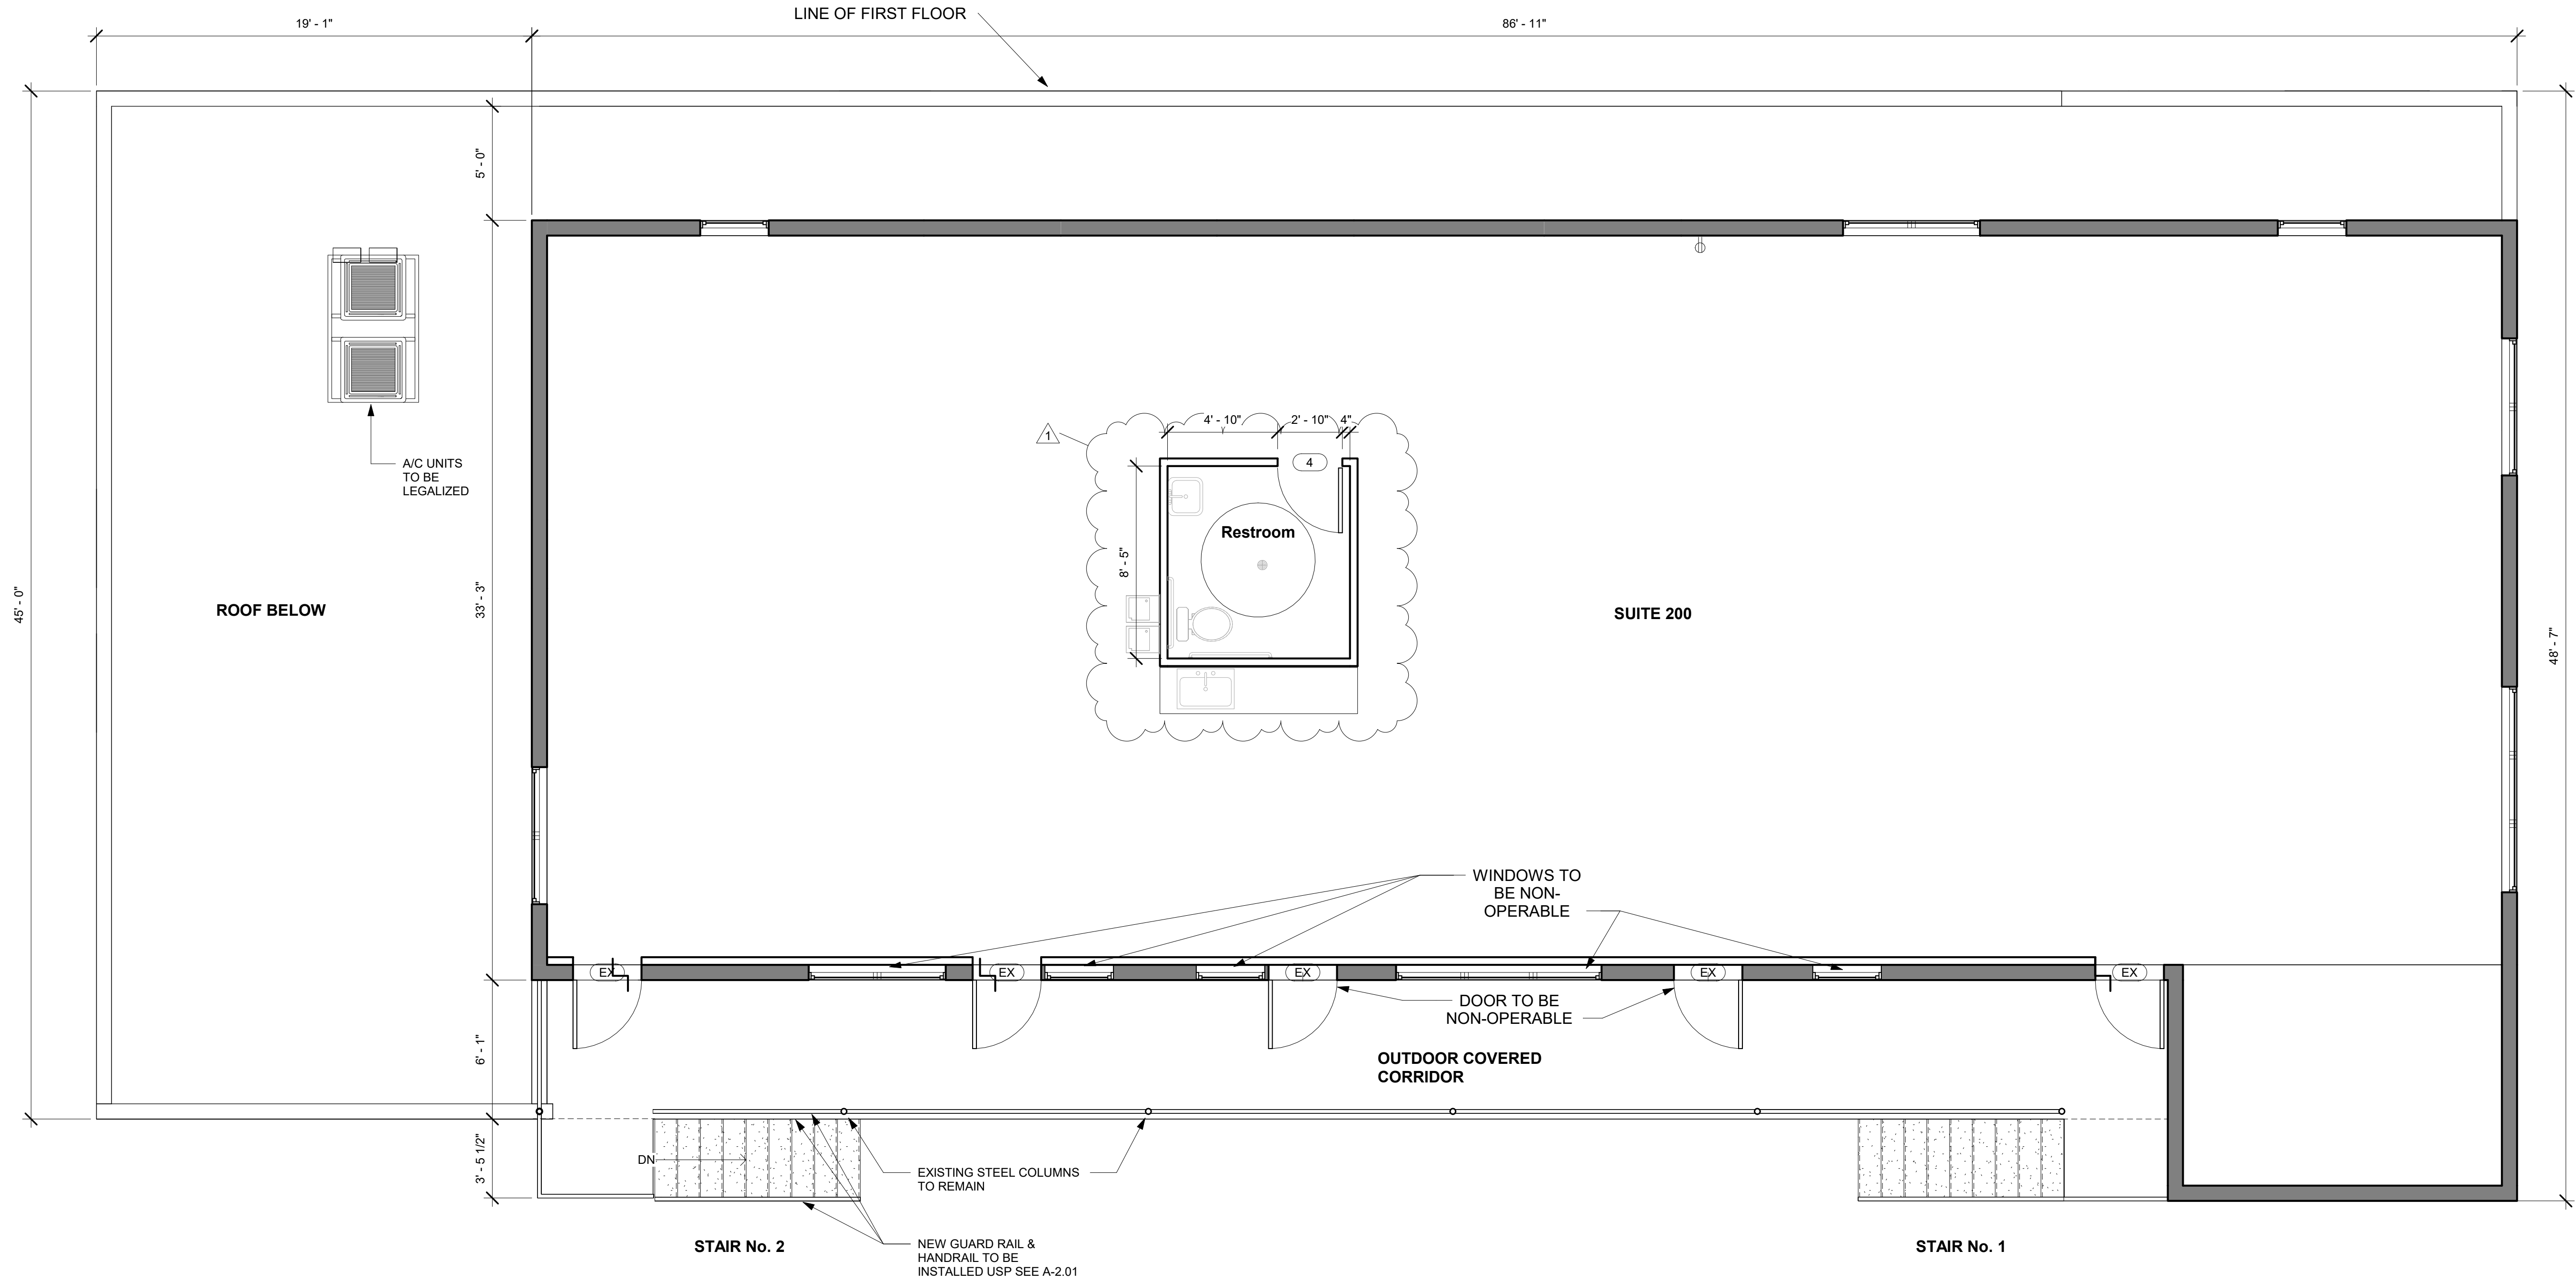 LINE OF FIRST FLOOR
19' - 1"
86' - 11"
5' - 0"
4' - 10"
2' - 10"
4"
1
4
A/C UNITS
TO BE
LEGALIZED
Restroom
8' - 5"
45' - 0"
33' - 3"
ROOF BELOW
SUITE 200
48' - 7"
WINDOWS TO
BE NON-
OPERABLE
EX
EX
EX
EX
EX
DOOR TO BE
NON-OPERABLE
6' - 1"
OUTDOOR COVERED
CORRIDOR
3' - 5 1/2"
DN
EXISTING STEEL COLUMNS
TO REMAIN
STAIR No. 2
NEW GUARD RAIL &
HANDRAIL TO BE
INSTALLED USP SEE A-2.01
STAIR No. 1